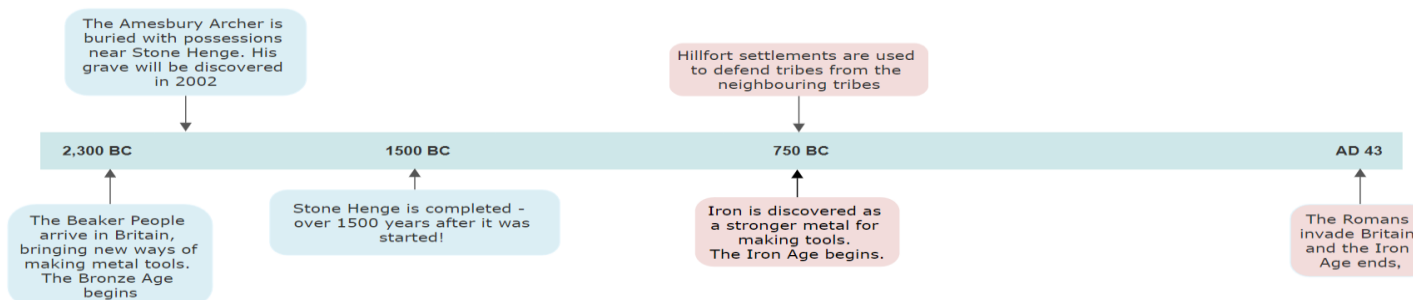 The Amesbury Archer is
buried with possessions
near Stone Henge. His
grave will be discovered
in 2002
Hillfort settlements are used
to defend tribes from the
neighbouring tribes
2,300 BC
1500 BC
750 BC
AD 43
The Beaker People
arrive in Britain,
bringing new ways of
making metal tools.
The Bronze Age
begins
Stone Henge is completed -
over 1500 years after it was
started!
Iron is discovered as
a stronger metal for
making tools.
The Iron Age begins.
The Romans
invade Britain
and the Iron
Age ends,